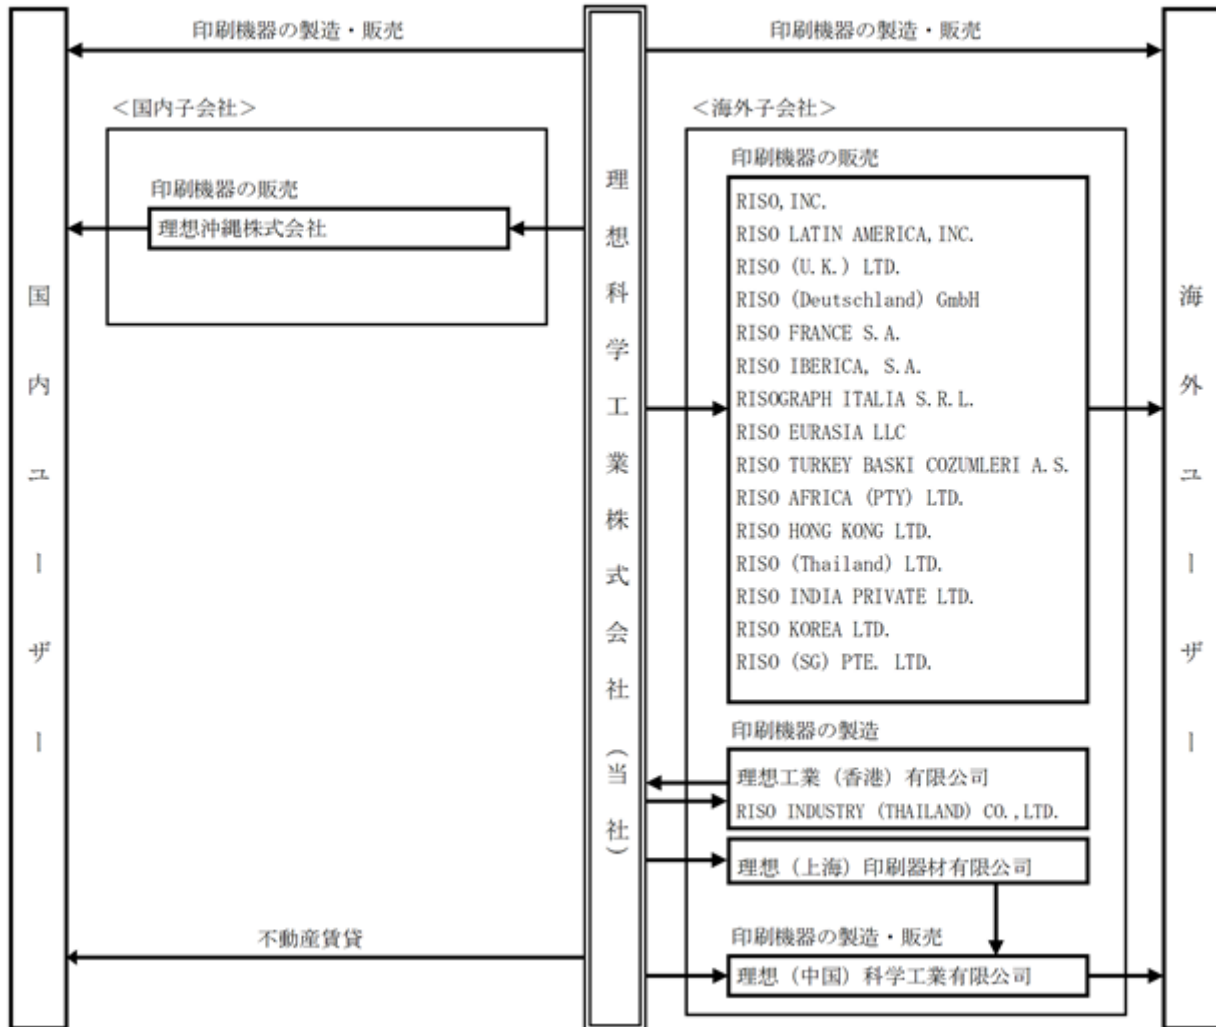 印刷機器の製造・販売
印刷機器の製造・販売
＜国内子会社＞
＜海外子会社＞
印刷機器の販売
理想沖縄株式会社
国内ユーザー
理想科学工業株式会社（当社）
海外ユーザー
印刷機器の販売
RISO,INC.
RISO LATIN AMERICA,INC.
RISO (U.K.) LTD.
RISO (Deutschland) GmbH
RISO FRANCE S.A.
RISO IBERICA, S.A.
RISOGRAPH ITALIA S.R.L.
RISO EURASIA LLC
RISO TURKEY BASKI COZUMLERI A.S.
RISO AFRICA (PTY) LTD.
RISO HONG KONG LTD.
RISO (Thailand) LTD.
RISO INDIA PRIVATE LTD.
RISO KOREA LTD.
RISO (SG) PTE. LTD.
印刷機器の製造
理想工業（香港）有限公司
RISO INDUSTRY (THAILAND) CO.,LTD.
理想（上海）印刷器材有限公司
印刷機器の製造・販売
理想（中国）科学工業有限公司
不動産賃貸